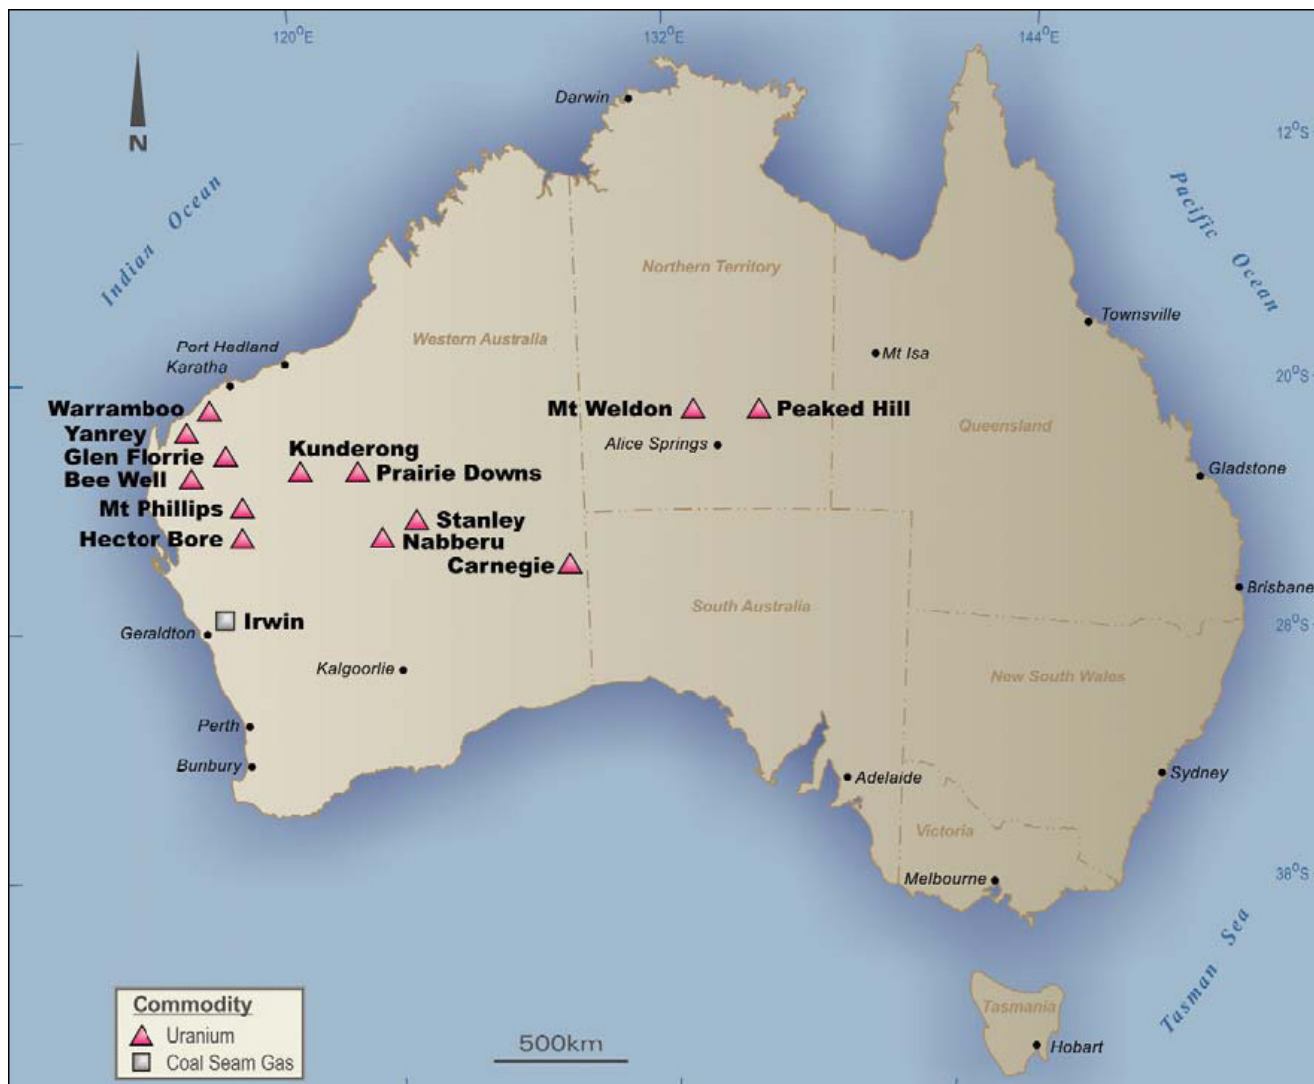 120°E
132°E
144°E
N
Darwin
12°S
Indian Ocean
Pacific Ocean
Northern Territory
Townsville
Western Australia
Port Hedland
Karatha
Mt Isa
20°S
Warramboo
Mt Weldon
Peaked Hill
Yanrey
Kunderong
Alice Springs
Queensland
Glen Florrie
Prairie Downs
Gladstone
Bee Well
Mt Phillips
Stanley
Hector Bore
Nabberu
Carnegie
Brisbane
South Australia
Irwin
28°S
Geraldton
Kalgoorlie
New South Wales
Perth
Bunbury
Adelaide
Sydney
Victoria
Melbourne
38°S
Tasman Sea
Tasmania
Hobart
Commodity
Uranium
Coal Seam Gas
500km